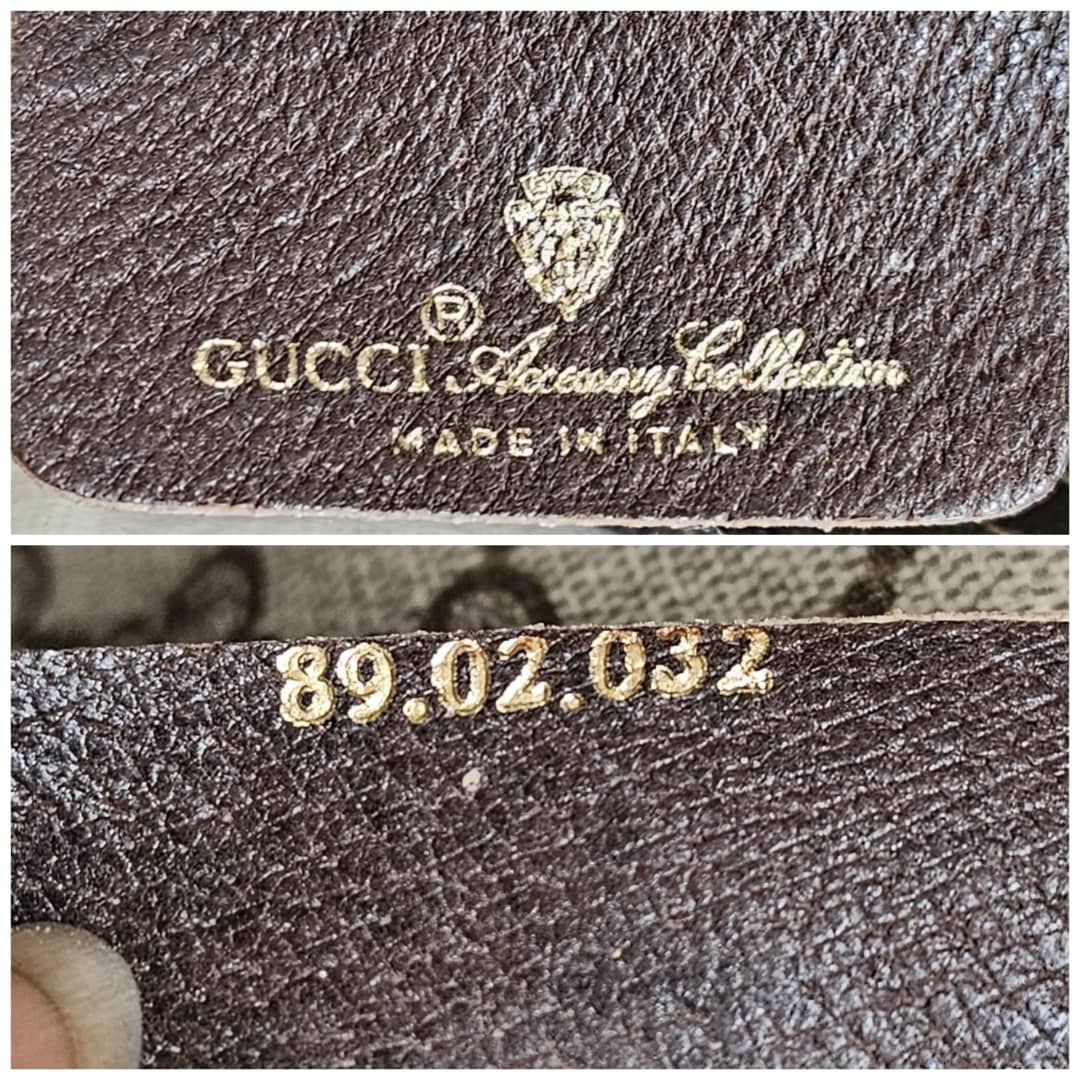 GUCCI® Accessory Collection
MADE IN ITALY
89.02.032